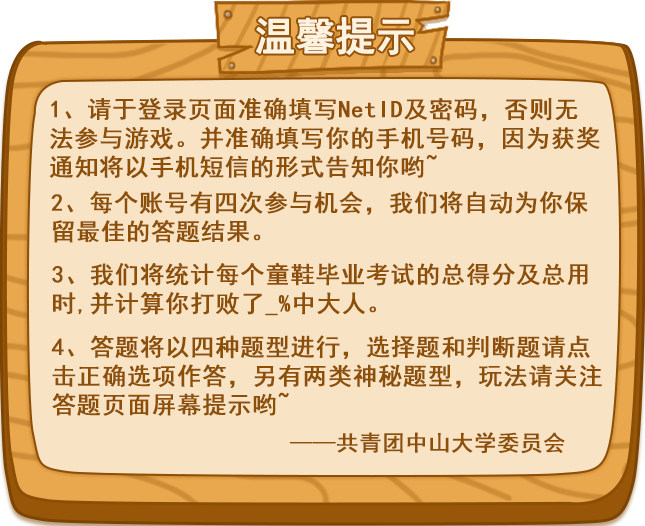 温馨提示
1、请于登录页面准确填写NetID及密码，否则无
法参与游戏。并准确填写你的手机号码，因为获奖
通知将以手机短信的形式告知你哟~
2、每个账号有四次参与机会，我们将自动为你保
留最佳的答题结果。
3、我们将统计每个童鞋毕业考试的总得分及总用
时,并计算你打败了_%中大人。
4、答题将以四种题型进行，选择题和判断题请点
击正确选项作答，另有两类神秘题型，玩法请关注
答题页面屏幕提示哟~
——共青团中山大学委员会